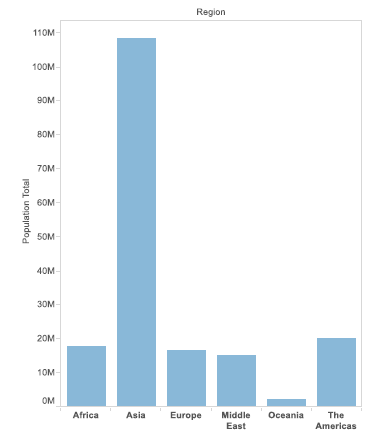 Region
110M
100M
90M
80M
70M
60M
50M
40M
30M
20M
10M
0M
Population Total
Africa
Asia
Europe
Middle
East
Oceania
The
Americas